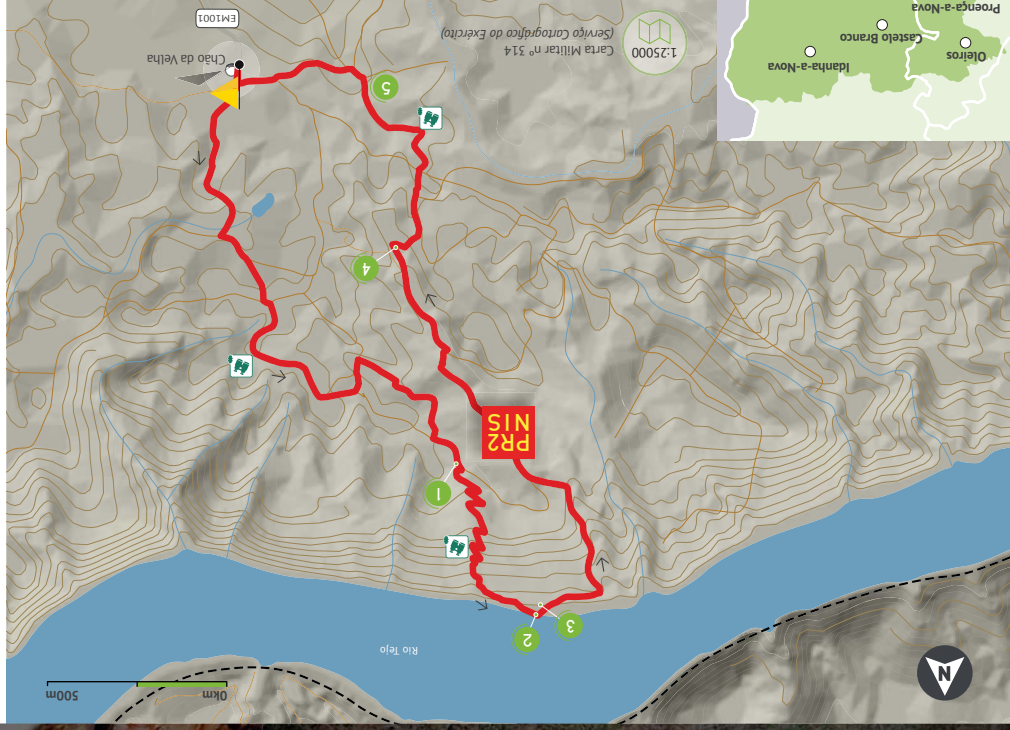 N
0km
500m
Rio Tejo
3
2
1
PR2
NIS
4
5
Chão da Velha
EM1001
1:25000
Carta Militar nº 314
(Serviço Cartográfico do Exército)
Idanha-a-Nova
Oleiros
Castelo Branco
Proença-a-Nova